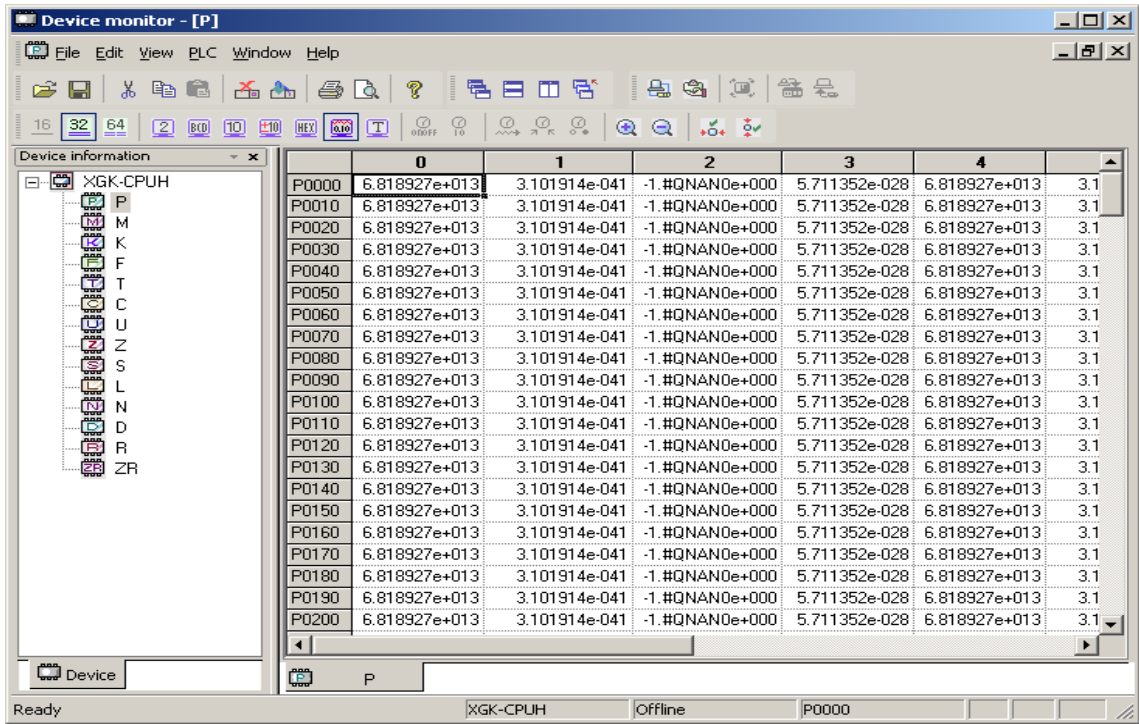 Device monitor - [P]
File Edit View PLC Window Help
16 32 64 2 BCD 10 ±10 HEX 0.10 T ON/OFF 10
Device information
XGK-CPUH
P
M
K
F
T
C
U
Z
S
L
N
D
R
ZR
Device
0 1 2 3 4
P0000 6.818927e+013 3.101914e-041 -1.#QNAN0e+000 5.711352e-028 6.818927e+013 3.1
P0010 6.818927e+013 3.101914e-041 -1.#QNAN0e+000 5.711352e-028 6.818927e+013 3.1
P0020 6.818927e+013 3.101914e-041 -1.#QNAN0e+000 5.711352e-028 6.818927e+013 3.1
P0030 6.818927e+013 3.101914e-041 -1.#QNAN0e+000 5.711352e-028 6.818927e+013 3.1
P0040 6.818927e+013 3.101914e-041 -1.#QNAN0e+000 5.711352e-028 6.818927e+013 3.1
P0050 6.818927e+013 3.101914e-041 -1.#QNAN0e+000 5.711352e-028 6.818927e+013 3.1
P0060 6.818927e+013 3.101914e-041 -1.#QNAN0e+000 5.711352e-028 6.818927e+013 3.1
P0070 6.818927e+013 3.101914e-041 -1.#QNAN0e+000 5.711352e-028 6.818927e+013 3.1
P0080 6.818927e+013 3.101914e-041 -1.#QNAN0e+000 5.711352e-028 6.818927e+013 3.1
P0090 6.818927e+013 3.101914e-041 -1.#QNAN0e+000 5.711352e-028 6.818927e+013 3.1
P0100 6.818927e+013 3.101914e-041 -1.#QNAN0e+000 5.711352e-028 6.818927e+013 3.1
P0110 6.818927e+013 3.101914e-041 -1.#QNAN0e+000 5.711352e-028 6.818927e+013 3.1
P0120 6.818927e+013 3.101914e-041 -1.#QNAN0e+000 5.711352e-028 6.818927e+013 3.1
P0130 6.818927e+013 3.101914e-041 -1.#QNAN0e+000 5.711352e-028 6.818927e+013 3.1
P0140 6.818927e+013 3.101914e-041 -1.#QNAN0e+000 5.711352e-028 6.818927e+013 3.1
P0150 6.818927e+013 3.101914e-041 -1.#QNAN0e+000 5.711352e-028 6.818927e+013 3.1
P0160 6.818927e+013 3.101914e-041 -1.#QNAN0e+000 5.711352e-028 6.818927e+013 3.1
P0170 6.818927e+013 3.101914e-041 -1.#QNAN0e+000 5.711352e-028 6.818927e+013 3.1
P0180 6.818927e+013 3.101914e-041 -1.#QNAN0e+000 5.711352e-028 6.818927e+013 3.1
P0190 6.818927e+013 3.101914e-041 -1.#QNAN0e+000 5.711352e-028 6.818927e+013 3.1
P0200 6.818927e+013 3.101914e-041 -1.#QNAN0e+000 5.711352e-028 6.818927e+013 3.1
P
Ready XGK-CPUH Offline P0000